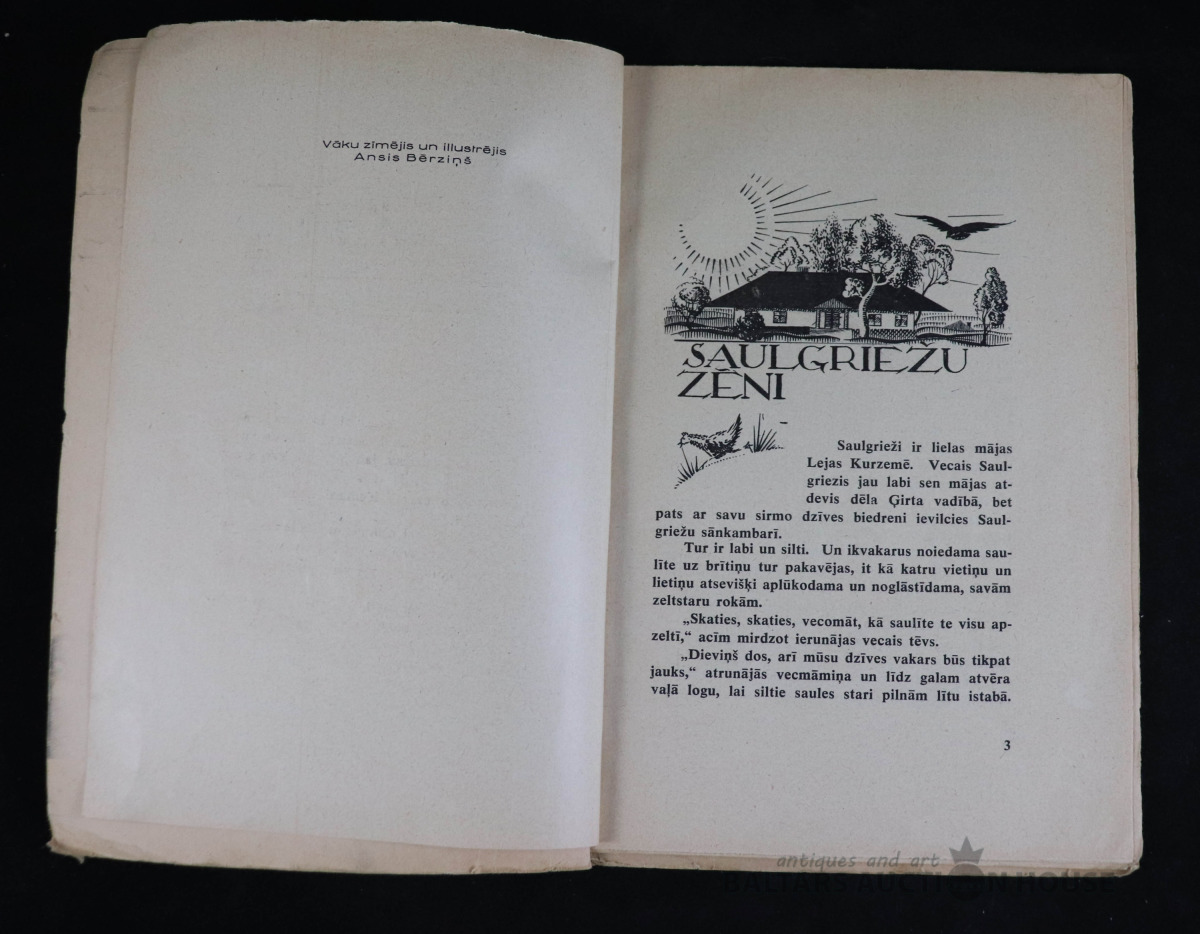 Vāku zīmējis un illustrējis
Ansis Bērziņš
SAULGRIEŽU
ZĒNI
Saulgrieži ir lielas mājas
Lejas Kurzemē. Vecais Saul-
griezis jau labi sen mājas at-
devis dēla Ģirta vadībā, bet
pats ar savu sirmo dzīves biedreni ievilcies Saul-
griežu sānkambarī.
Tur ir labi un silti. Un ikvakarus noiedama sau-
līte uz brītiņu tur pakavējas, it kā katru vietiņu un
lietiņu atsevišķi aplūkodama un noglāstīdama, savām
zeltstaru rokām.
„Skaties, skaties, vecomāt, kā saulīte te visu ap-
zeltī,“ acīm mirdzot ierunājas vecais tēvs.
„Dieviņš dos, arī mūsu dzīves vakars būs tikpat
jauks,“ atrunājās vecmāmiņa un līdz galam atvēra
vaļā logu, lai siltie saules stari pilnām lītu istabā.
3
antiques and art
BALTARS AUCTION HOUSE